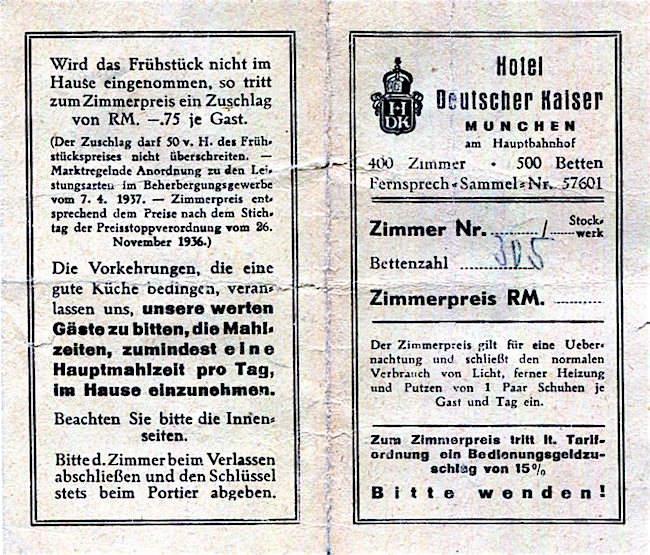 Wird das Frühstück nicht im
Hause eingenommen, so tritt
zum Zimmerpreis ein Zuschlag
von RM. —.75 je Gast.
(Der Zuschlag darf 50 v. H. des Früh-
stückspreises nicht überschreiten. —
Marktregelnde Anordnung zu den Lei-
stungsarten im Beherbergungsgewerbe
vom 7. 4. 1937. — Zimmerpreis ent-
sprechend dem Preise nach dem Stich-
tag der Preisstoppverordnung vom 26.
November 1936.)
Die Vorkehrungen, die eine
gute Küche bedingen, veran-
lassen uns, unsere werten
Gäste zu bitten, die Mahl-
zeiten, zumindest eine
Hauptmahlzeit pro Tag,
im Hause einzunehmen.
Beachten Sie bitte die Innen-
seiten.
Bitte d. Zimmer beim Verlassen
abschließen und den Schlüssel
stets beim Portier abgeben.
H
DK
Hotel
Deutscher Kaiser
MÜNCHEN
am Hauptbahnhof
400 Zimmer • 500 Betten
Fernsprech-Sammel-Nr. 57601
Zimmer Nr. / Stock-
werk
305
Bettenzahl
Zimmerpreis RM.
Der Zimmerpreis gilt für eine Ueber-
nachtung und schließt den normalen
Verbrauch von Licht, ferner Heizung
und Putzen von 1 Paar Schuhen je
Gast und Tag ein.
Zum Zimmerpreis tritt lt. Tarif-
ordnung ein Bedienungsgeldzu-
schlag von 15%
Bitte wenden!